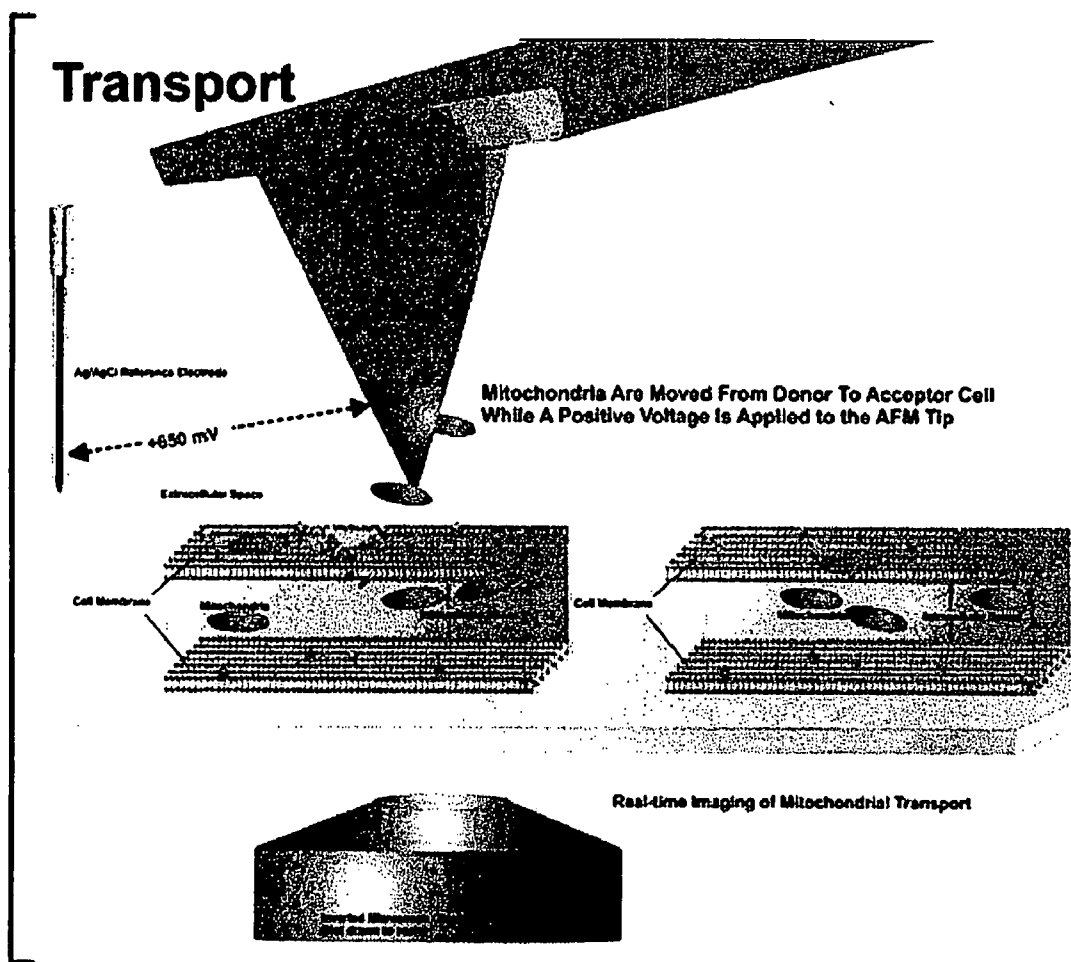 Transport
Ag/AgCl Reference Electrode
Mitochondria Are Moved From Donor To Acceptor Cell
While A Positive Voltage Is Applied to the AFM Tip
+650 mV
Extracellular Space
Cell Membrane
Mitochondria
Cell Membrane
Real-time Imaging of Mitochondrial Transport
Inverted